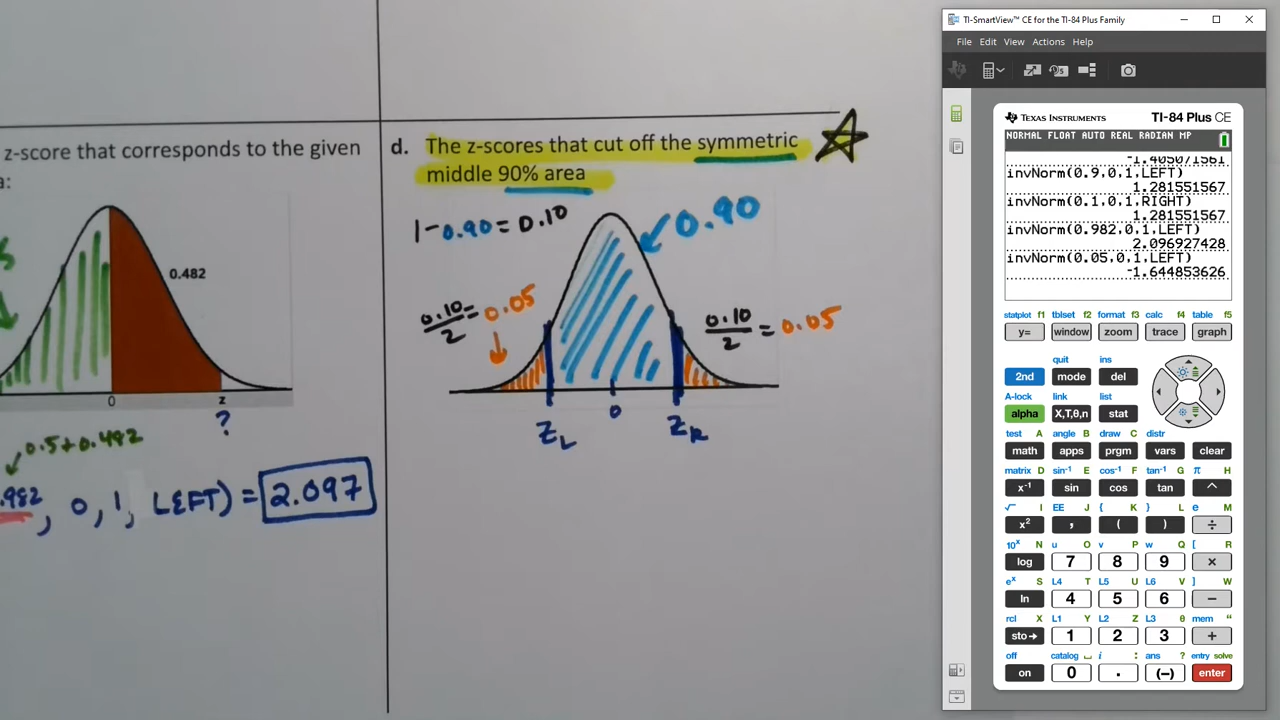 z-score that corresponds to the given
a:
0.482
0
z
?
0.5+0.482
.982, 0, 1, LEFT) = 2.097
d. The z-scores that cut off the symmetric
middle 90% area
1-0.90=0.10
0.90
0.10/2=0.05
0.10/2=0.05
0
ZL
ZR
TI-SmartView™ CE for the TI-84 Plus Family
File Edit View Actions Help
TEXAS INSTRUMENTS TI-84 Plus CE
NORMAL FLOAT AUTO REAL RADIAN MP
-1.405071561
invNorm(0.9,0,1,LEFT)
1.281551567
invNorm(0.1,0,1,RIGHT)
1.281551567
invNorm(0.982,0,1,LEFT)
2.096927428
invNorm(0.05,0,1,LEFT)
-1.644853626
statplot f1 tblset f2 format f3 calc f4 table f5
y= window zoom trace graph
quit ins
2nd mode del
A-lock link list
alpha X,T,θ,n stat
test A angle B draw C distr
math apps prgm vars clear
matrix D sin⁻¹ E cos⁻¹ F tan⁻¹ G π H
x⁻¹ sin cos tan ^
√ I EE J { K } L e M
x² , ( ) ÷
10ˣ N u O v P w Q [ R
log 7 8 9 ×
eˣ S L4 T L5 U L6 V ] W
ln 4 5 6 −
rcl X L1 Y L2 Z L3 θ mem "
sto→ 1 2 3 +
off catalog i : ans ? entry solve
on 0 . (−) enter